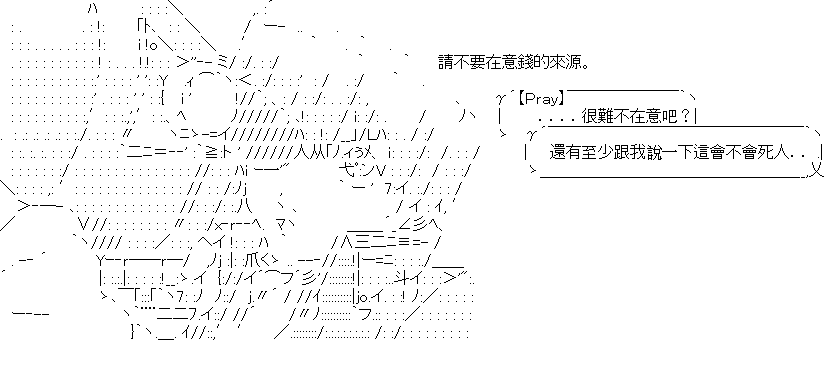 請不要在意錢的來源。
【Pray】
．．．．很難不在意吧？
還有至少跟我說一下這會不會死人．．．